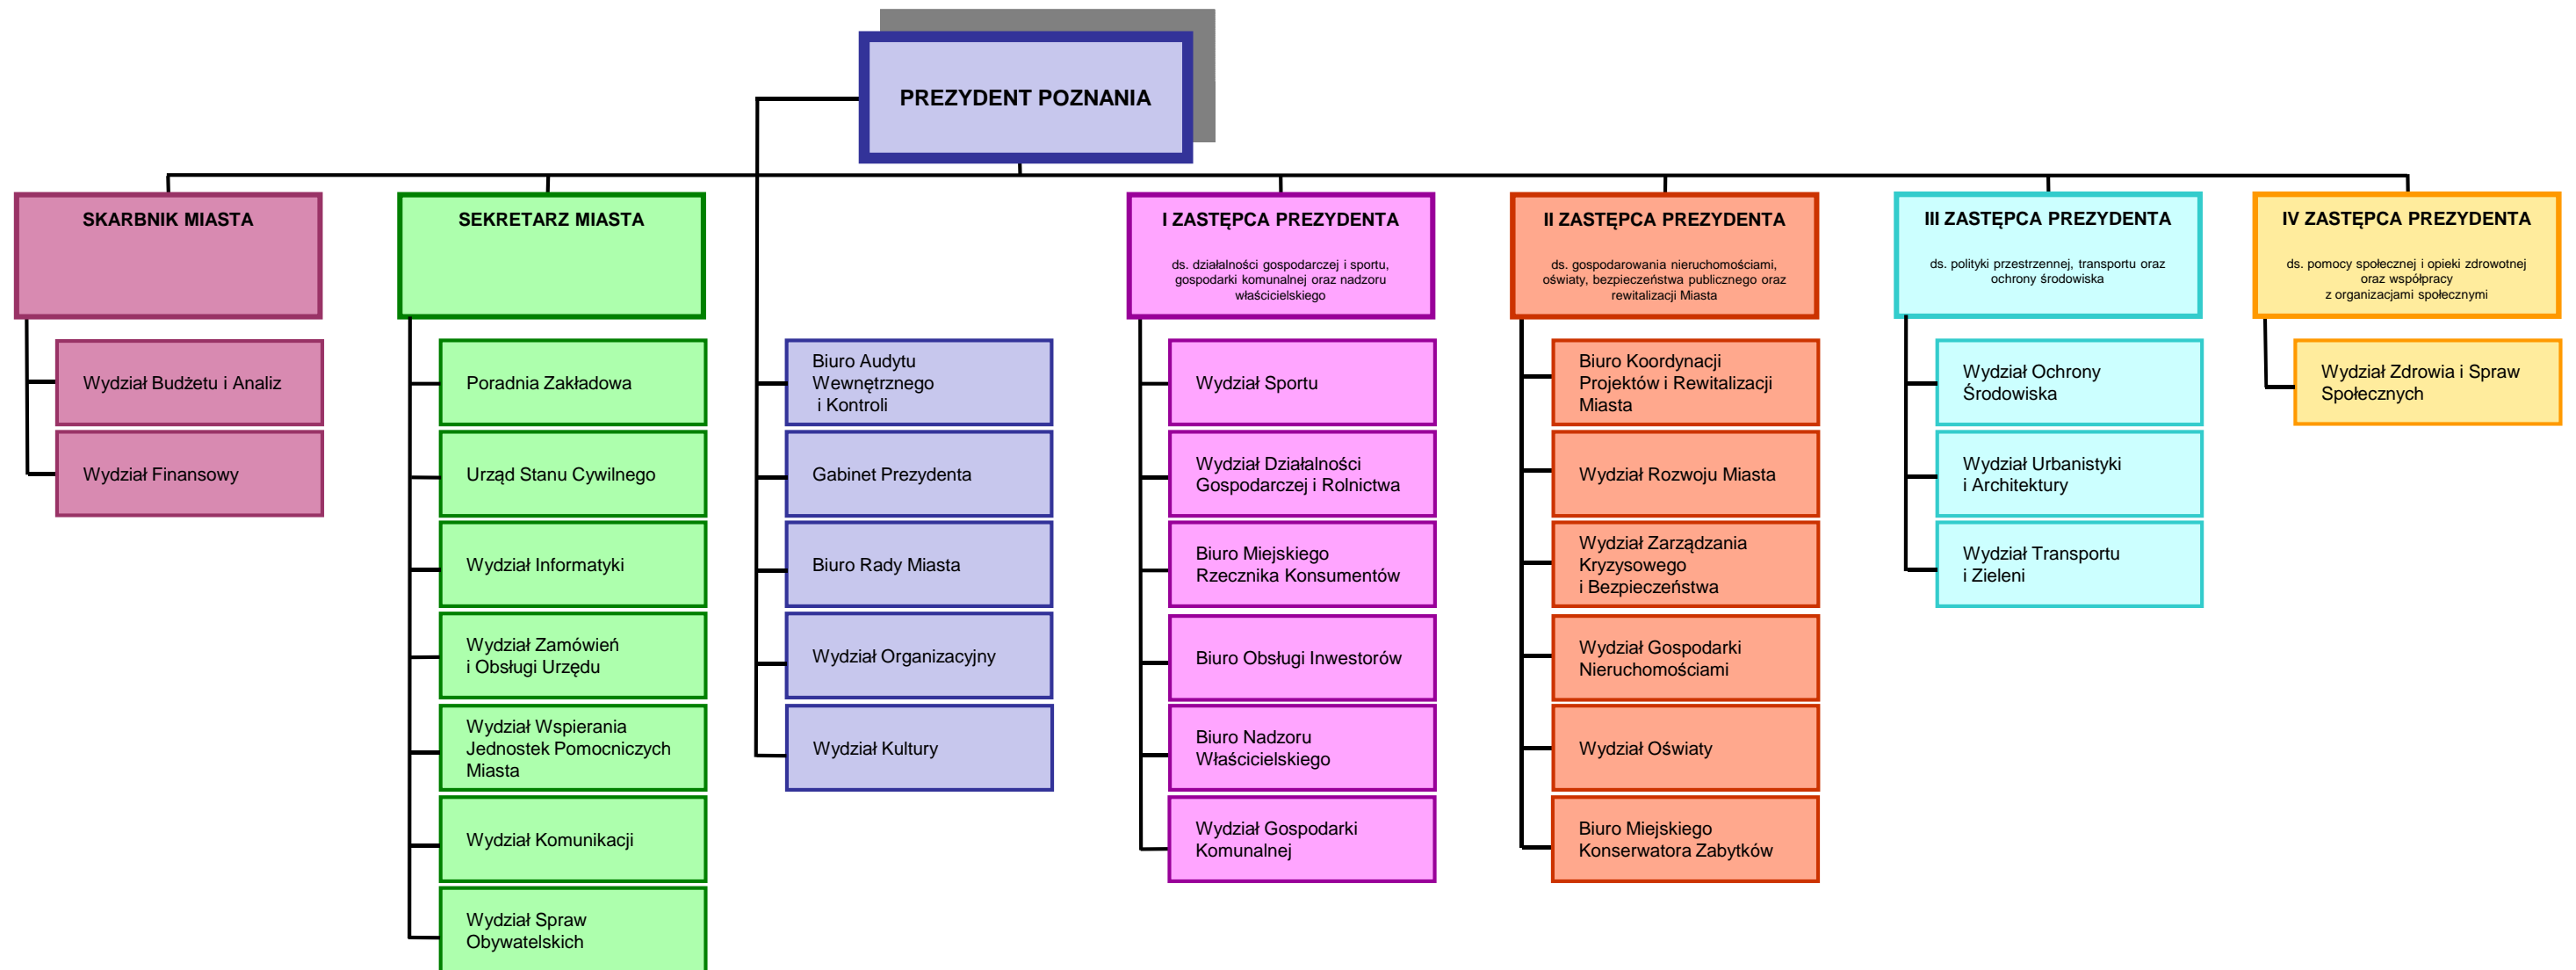 PREZYDENT POZNANIA
SKARBNIK MIASTA
Wydział Budżetu i Analiz
Wydział Finansowy
SEKRETARZ MIASTA
Poradnia Zakładowa
Urząd Stanu Cywilnego
Wydział Informatyki
Wydział Zamówień
i Obsługi Urzędu
Wydział Wspierania
Jednostek Pomocniczych
Miasta
Wydział Komunikacji
Wydział Spraw
Obywatelskich
Biuro Audytu
Wewnętrznego
i Kontroli
Gabinet Prezydenta
Biuro Rady Miasta
Wydział Organizacyjny
Wydział Kultury
I ZASTĘPCA PREZYDENTA
ds. działalności gospodarczej i sportu,
gospodarki komunalnej oraz nadzoru
właścicielskiego
Wydział Sportu
Wydział Działalności
Gospodarczej i Rolnictwa
Biuro Miejskiego
Rzecznika Konsumentów
Biuro Obsługi Inwestorów
Biuro Nadzoru
Właścicielskiego
Wydział Gospodarki
Komunalnej
II ZASTĘPCA PREZYDENTA
ds. gospodarowania nieruchomościami,
oświaty, bezpieczeństwa publicznego oraz
rewitalizacji Miasta
Biuro Koordynacji
Projektów i Rewitalizacji
Miasta
Wydział Rozwoju Miasta
Wydział Zarządzania
Kryzysowego
i Bezpieczeństwa
Wydział Gospodarki
Nieruchomościami
Wydział Oświaty
Biuro Miejskiego
Konserwatora Zabytków
III ZASTĘPCA PREZYDENTA
ds. polityki przestrzennej, transportu oraz
ochrony środowiska
Wydział Ochrony
Środowiska
Wydział Urbanistyki
i Architektury
Wydział Transportu
i Zieleni
IV ZASTĘPCA PREZYDENTA
ds. pomocy społecznej i opieki zdrowotnej
oraz współpracy
z organizacjami społecznymi
Wydział Zdrowia i Spraw
Społecznych